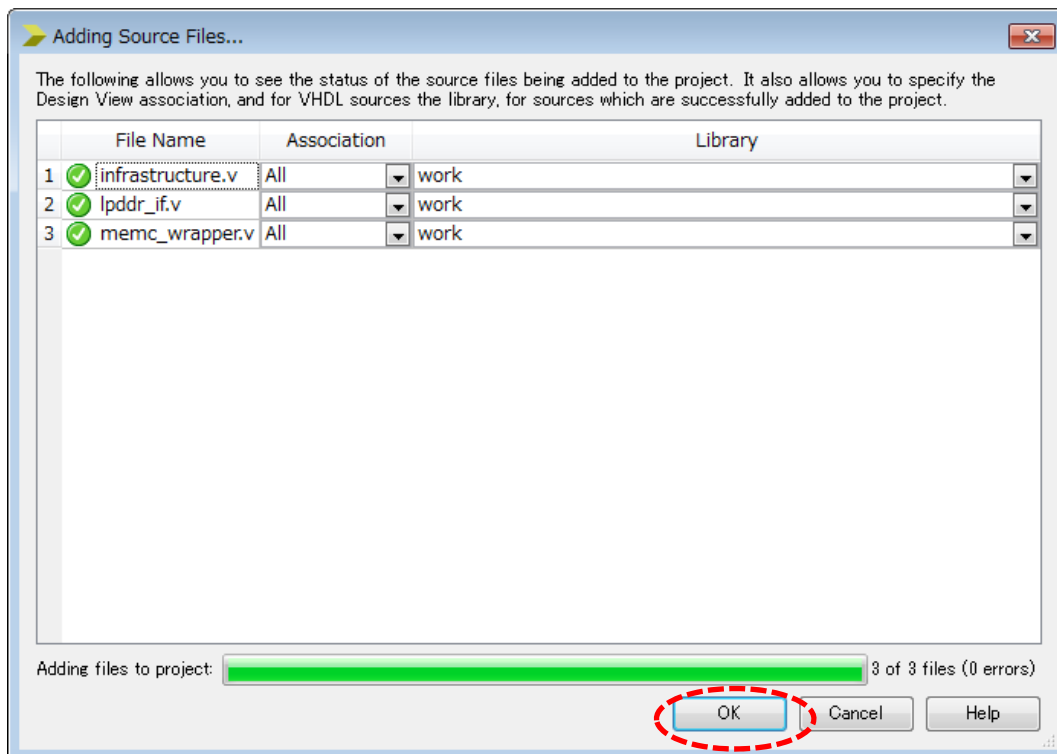 Adding Source Files...
The following allows you to see the status of the source files being added to the project. It also allows you to specify the
Design View association, and for VHDL sources the library, for sources which are successfully added to the project.
File Name Association Library
1 infrastructure.v All work
2 lpddr_if.v All work
3 memc_wrapper.v All work
Adding files to project: 3 of 3 files (0 errors)
OK Cancel Help